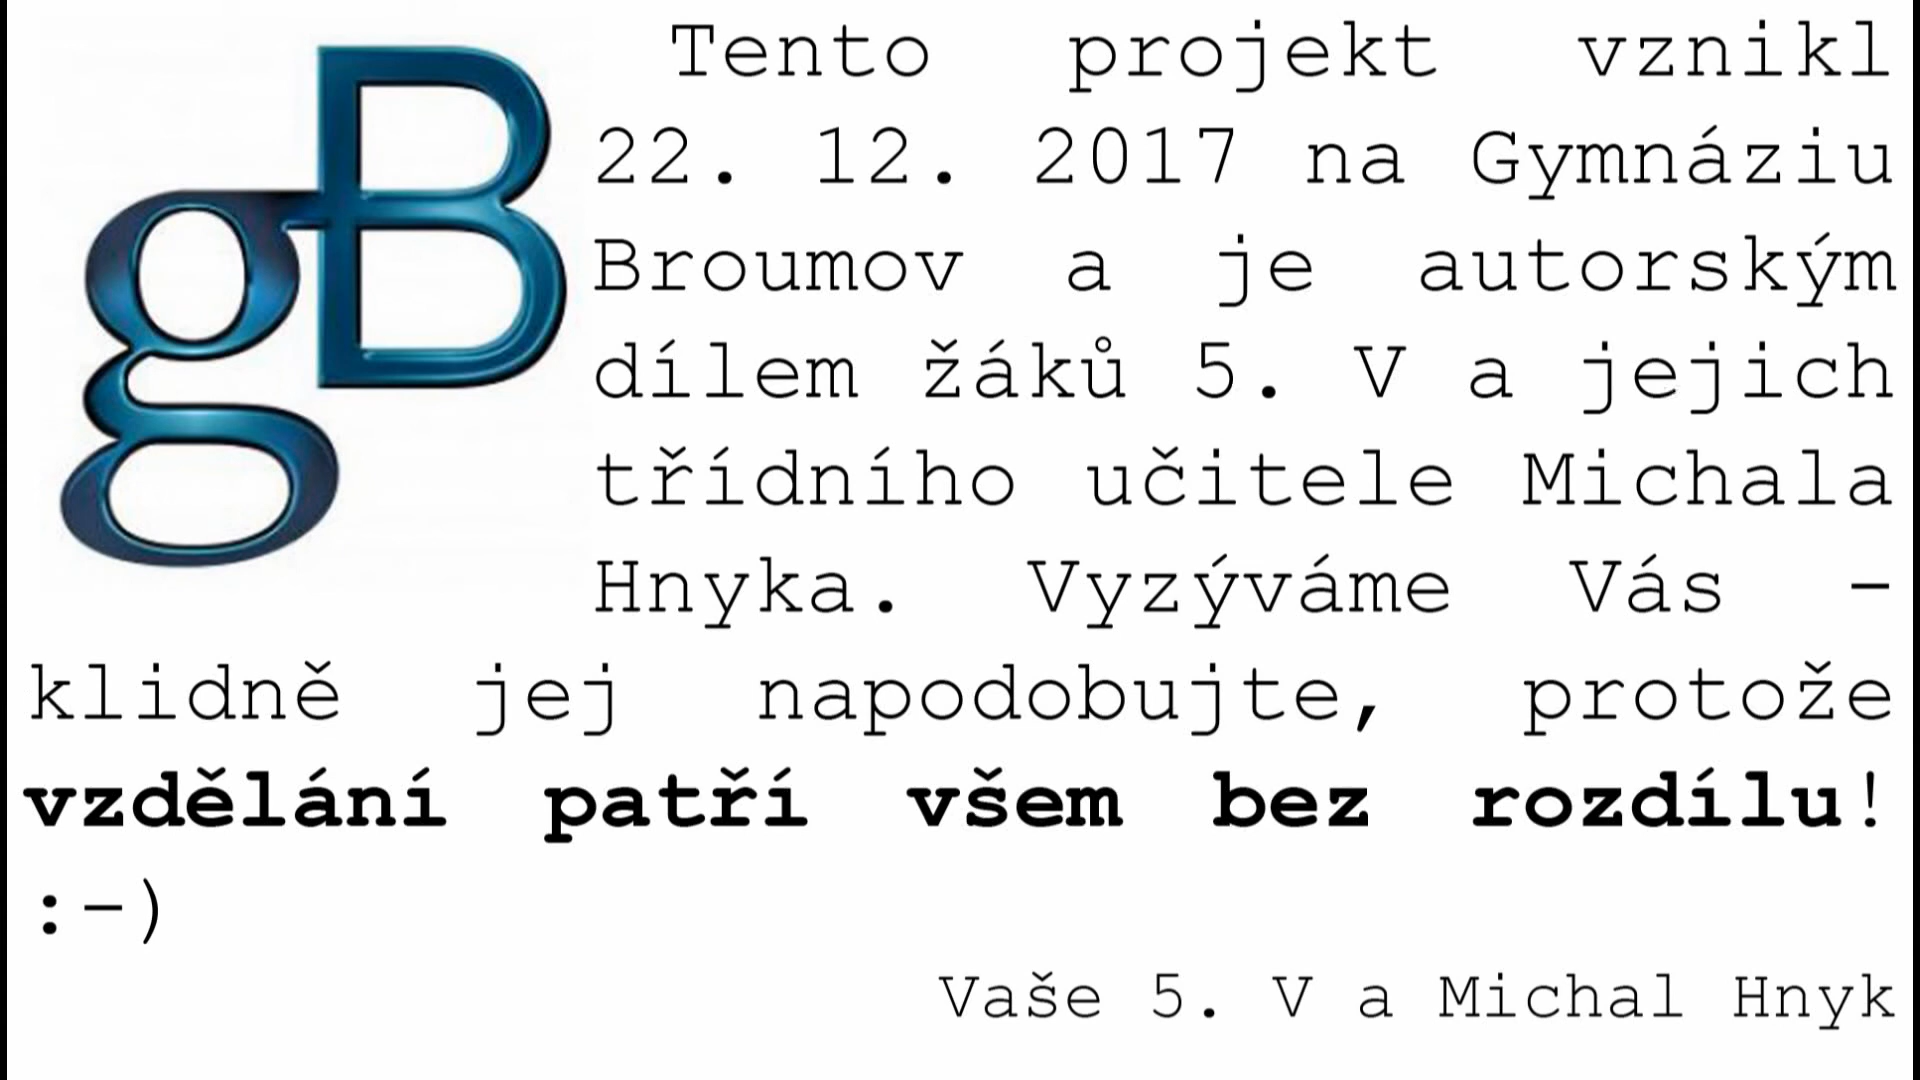 gB
Tento projekt vznikl
22. 12. 2017 na Gymnáziu
Broumov a je autorským
dílem žáků 5. V a jejich
třídního učitele Michala
Hnyka. Vyzýváme Vás -
klidně jej napodobujte, protože
vzdělání patří všem bez rozdílu!
:-)
Vaše 5. V a Michal Hnyk